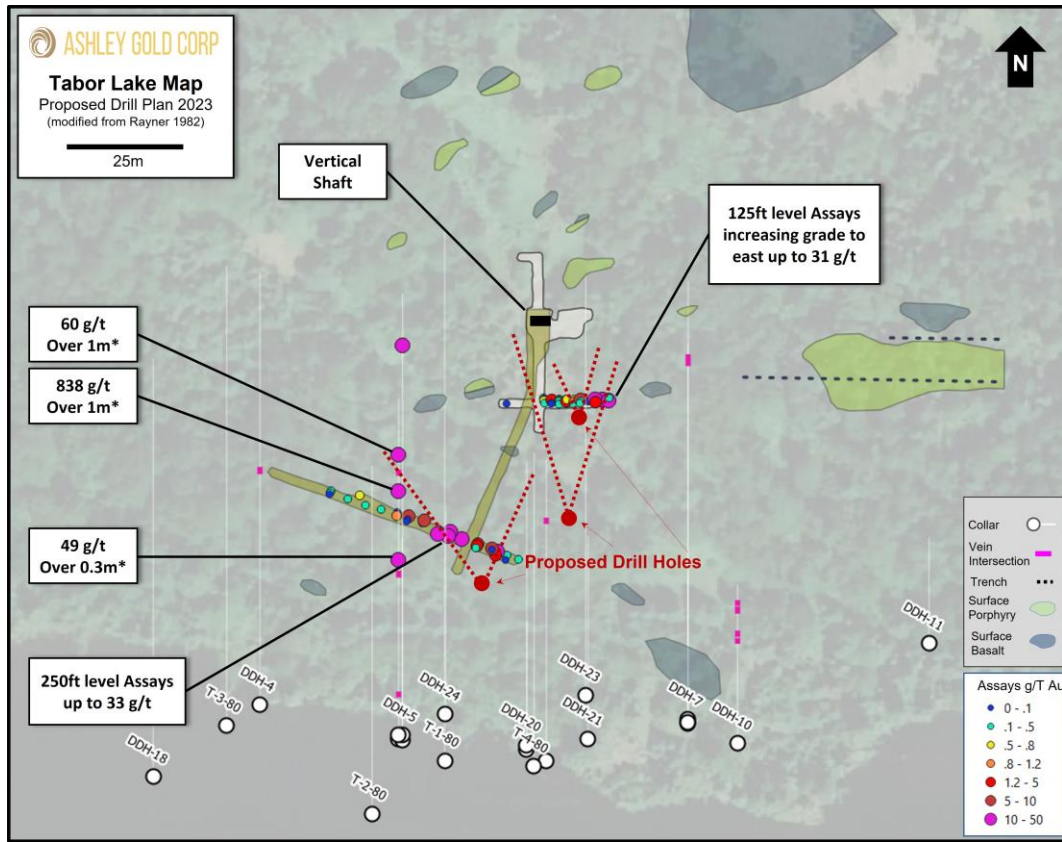 ASHLEY GOLD CORP
Tabor Lake Map
Proposed Drill Plan 2023
(modified from Rayner 1982)
25m
N
Vertical
Shaft
125ft level Assays
increasing grade to
east up to 31 g/t
60 g/t
Over 1m*
838 g/t
Over 1m*
49 g/t
Over 0.3m*
Proposed Drill Holes
250ft level Assays
up to 33 g/t
DDH-18
T-3-80
DDH-4
T-2-80
DDH-5
DDH-24
T-1-80
DDH-20
T-4-80
DDH-23
DDH-21
DDH-7
DDH-10
DDH-11
Collar
Vein
Intersection
Trench
Surface
Porphyry
Surface
Basalt
Assays g/T Au
0 - .1
.1 - .5
.5 - .8
.8 - 1.2
1.2 - 5
5 - 10
10 - 50